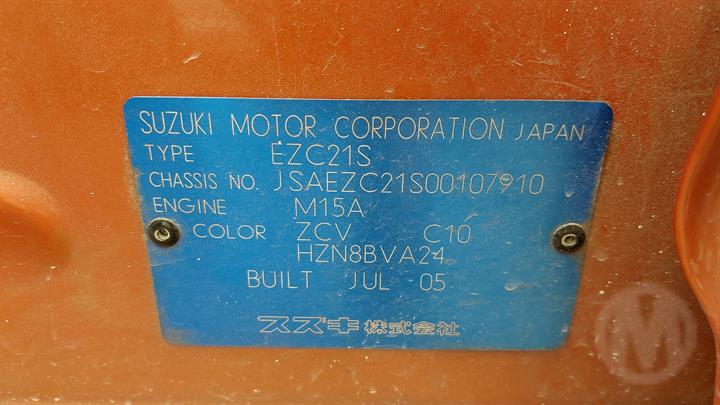 SUZUKI MOTOR CORPORATION JAPAN
TYPE EZC21S
CHASSIS NO. JSAEZC21S00107910
ENGINE M15A
COLOR ZCV C10
HZN8BVA24
BUILT JUL 05
スズキ株式会社
M